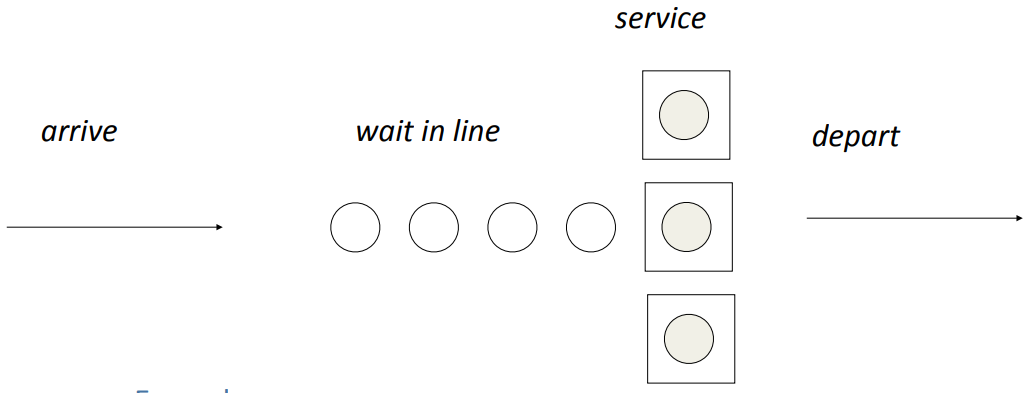 service
arrive
wait in line
depart